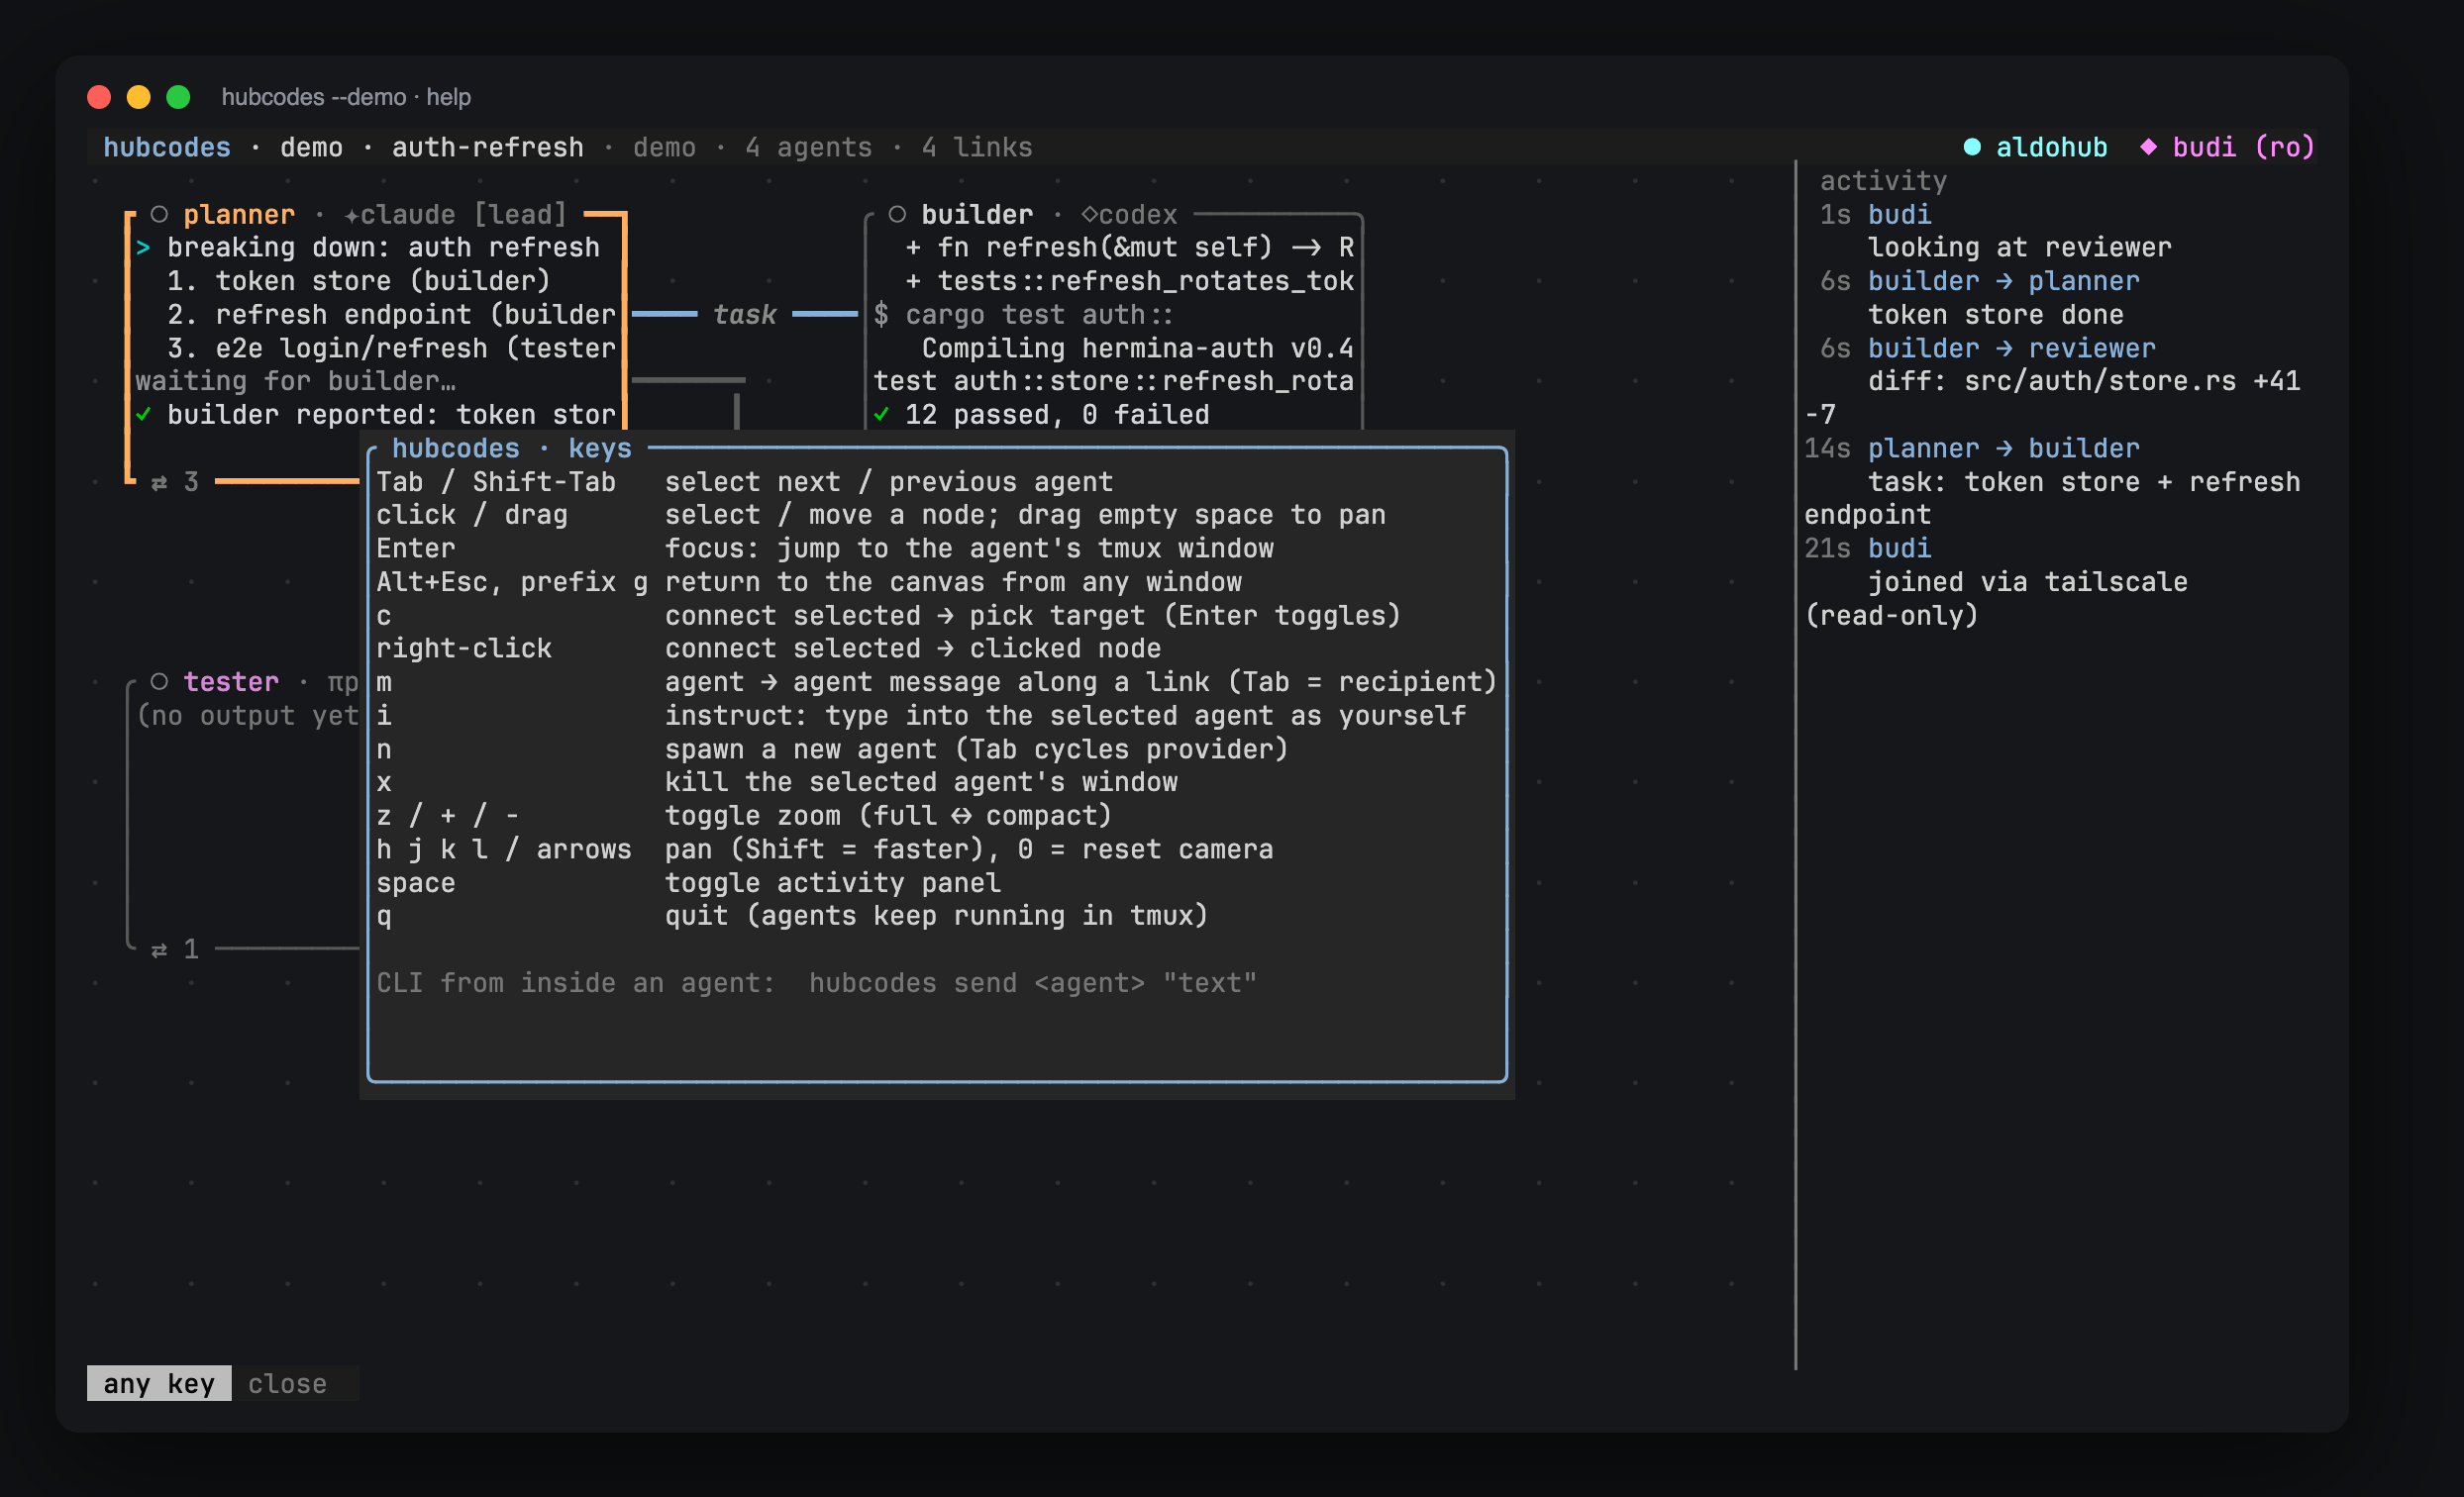 hubcodes --demo · help
hubcodes · demo · auth-refresh · demo · 4 agents · 4 links ● aldohub ◆ budi (ro)
○ planner · ✦claude [lead]
> breaking down: auth refresh
1. token store (builder)
2. refresh endpoint (builder
3. e2e login/refresh (tester
waiting for builder…
✓ builder reported: token stor
⇄ 3
task
○ builder · ◇codex
+ fn refresh(&mut self) -> R
+ tests::refresh_rotates_tok
$ cargo test auth::
Compiling hermina-auth v0.4
test auth::store::refresh_rota
✓ 12 passed, 0 failed
○ tester · πp
(no output yet
⇄ 1
hubcodes · keys
Tab / Shift-Tab select next / previous agent
click / drag select / move a node; drag empty space to pan
Enter focus: jump to the agent's tmux window
Alt+Esc, prefix g return to the canvas from any window
c connect selected → pick target (Enter toggles)
right-click connect selected → clicked node
m agent → agent message along a link (Tab = recipient)
i instruct: type into the selected agent as yourself
n spawn a new agent (Tab cycles provider)
x kill the selected agent's window
z / + / - toggle zoom (full ↔ compact)
h j k l / arrows pan (Shift = faster), 0 = reset camera
space toggle activity panel
q quit (agents keep running in tmux)
CLI from inside an agent: hubcodes send <agent> "text"
activity
1s budi
looking at reviewer
6s builder → planner
token store done
6s builder → reviewer
diff: src/auth/store.rs +41
-7
14s planner → builder
task: token store + refresh
endpoint
21s budi
joined via tailscale
(read-only)
any key close